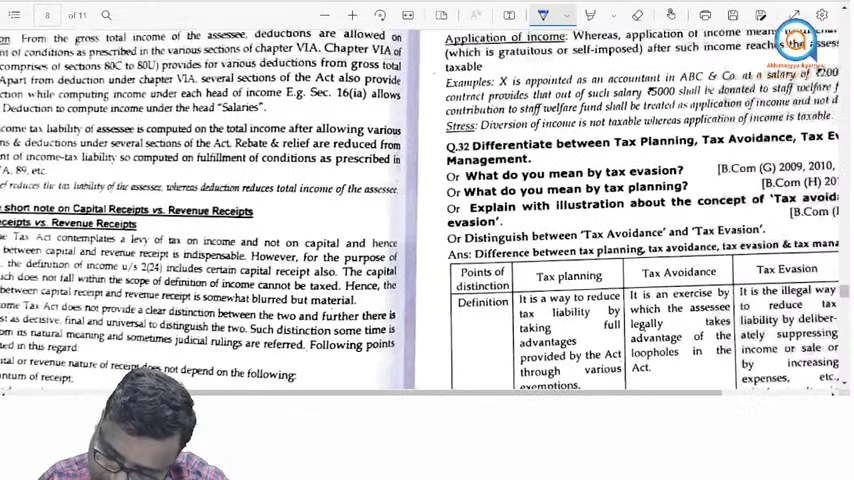 8 of 11
on From the gross total income of the assessee, deductions are allowed on
nt of conditions as prescribed in the various sections of chapter VIA. Chapter VIA of
comprises of sections 80C to 80U) provides for various deductions from gross total
Apart from deduction under chapter VIA, several sections of the Act also provide
ction while computing income under each head of income E.g. Sec. 16(ia) allows
Deduction to compute income under the head "Salaries".
come tax liability of assessee is computed on the total income after allowing various
ns & deductions under several sections of the Act. Rebate & relief are reduced from
nt of income-tax liability so computed on fulfillment of conditions as prescribed in
A. 89, etc.
ef reduces the tax liability of the assessee, whereas deduction reduces total income of the assessee.
short note on Capital Receipts vs. Revenue Receipts
eceipts vs. Revenue Receipts
e Tax Act contemplates a levy of tax on income and not on capital and hence
between capital and revenue receipt is indispensable. However, for the purpose of
, the definition of income u/s 2(24) includes certain capital receipt also. The capital
uch does not fall within the scope of definition of income cannot be taxed. Hence, the
between capital receipt and revenue receipt is somewhat blurred but material.
ome Tax Act does not provide a clear distinction between the two and further there is
st as decisive, final and universal to distinguish the two. Such distinction some time is
om its natural meaning and sometimes judicial rulings are referred. Following points
ted in this regard:
ital or revenue nature of receipt does not depend on the following:
antum of receipt,
Application of income: Whereas, application of income mean
(which is gratuitous or self-imposed) after such income reaches the assess
taxable
Examples: X is appointed as an accountant in ABC & Co. at a salary of ₹200
contract provides that out of such salary ₹5000 shall be donated to staff welfare f
contribution to staff welfare fund shall be treated as application of income and not d
Stress: Diversion of income is not taxable whereas application of income is taxable.
Q.32 Differentiate between Tax Planning, Tax Avoidance, Tax Ev
Management.
Or What do you mean by tax evasion? [B.Com (G) 2009, 2010,
Or What do you mean by tax planning? [B.Com (H) 201
Or Explain with illustration about the concept of 'Tax avoid
evasion'. [B.Com (
Or Distinguish between 'Tax Avoidance' and 'Tax Evasion'.
Ans: Difference between tax planning, tax avoidance, tax evasion & tax mana
Points of distinction
Tax planning
Tax Avoidance
Tax Evasion
Definition
It is a way to reduce
tax liability by
taking full
advantages
provided by the Act
through various
exemptions,
It is an exercise by
which the assessee
legally takes
advantage of the
loopholes in the
Act.
It is the illegal way
to reduce tax
liability by deliber-
ately suppressing
income or sale or
by increasing
expenses, etc.,